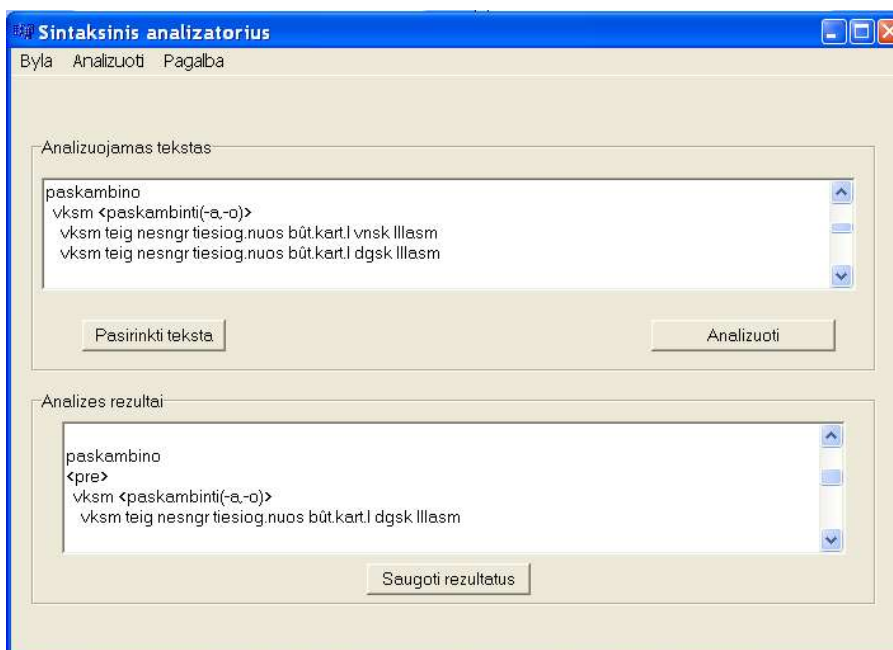 Sintaksinis analizatorius
Byla Analizuoti Pagalba
Analizuojamas tekstas
paskambino
vksm <paskambinti(-a,-o)>
vksm teig nesngr tiesiog.nuos bût.kart.l vnsk IIIasm
vksm teig nesngr tiesiog.nuos bût.kart.l dgsk IIIasm
Pasirinkti teksta Analizuoti
Analizes rezultai
paskambino
<pre>
vksm <paskambinti(-a,-o)>
vksm teig nesngr tiesiog.nuos bût.kart.l dgsk IIIasm
Saugoti rezultatus